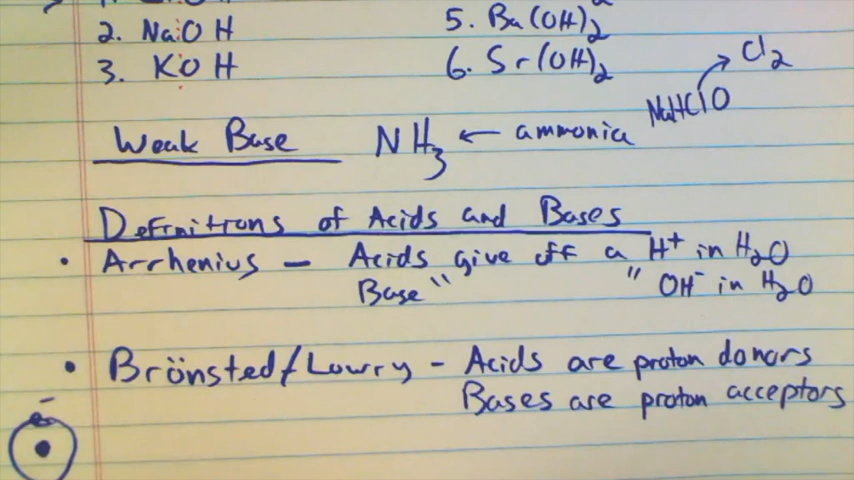 2. NaOH 5. Ba(OH)2
3. KOH 6. Sr(OH)2 Cl2
NaHClO
Weak Base NH3 ← ammonia
Definitions of Acids and Bases
• Arrhenius – Acids give off a H+ in H2O
Base " " OH- in H2O
• Brönsted/Lowry - Acids are proton donors
Bases are proton acceptors